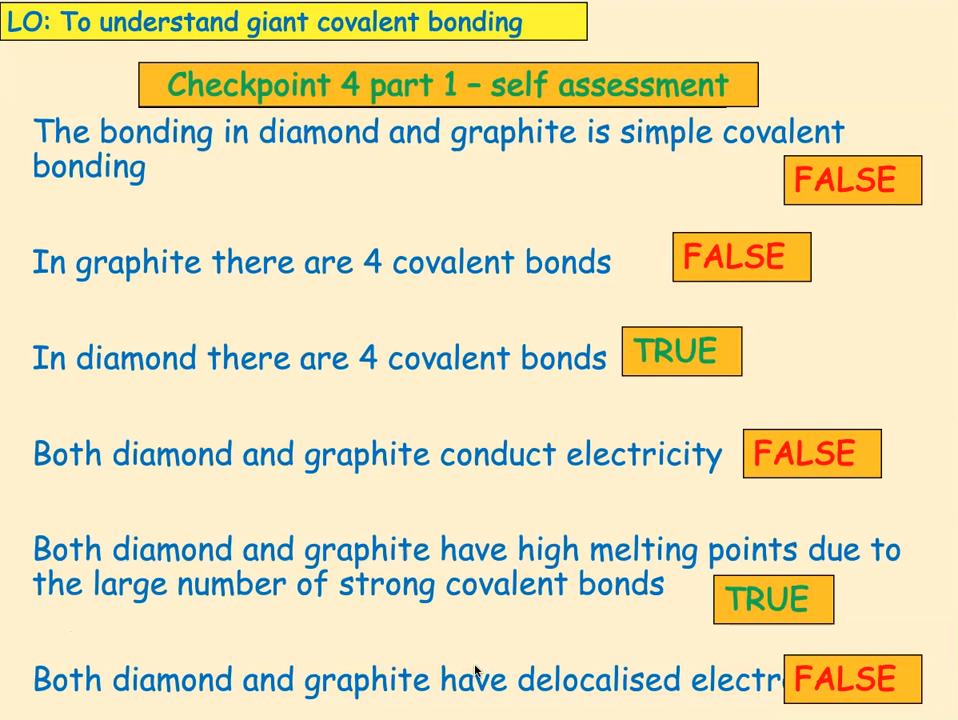 LO: To understand giant covalent bonding
Checkpoint 4 part 1 – self assessment
The bonding in diamond and graphite is simple covalent
bonding
FALSE
In graphite there are 4 covalent bonds FALSE
In diamond there are 4 covalent bonds TRUE
Both diamond and graphite conduct electricity FALSE
Both diamond and graphite have high melting points due to
the large number of strong covalent bonds
TRUE
Both diamond and graphite have delocalised FALSE